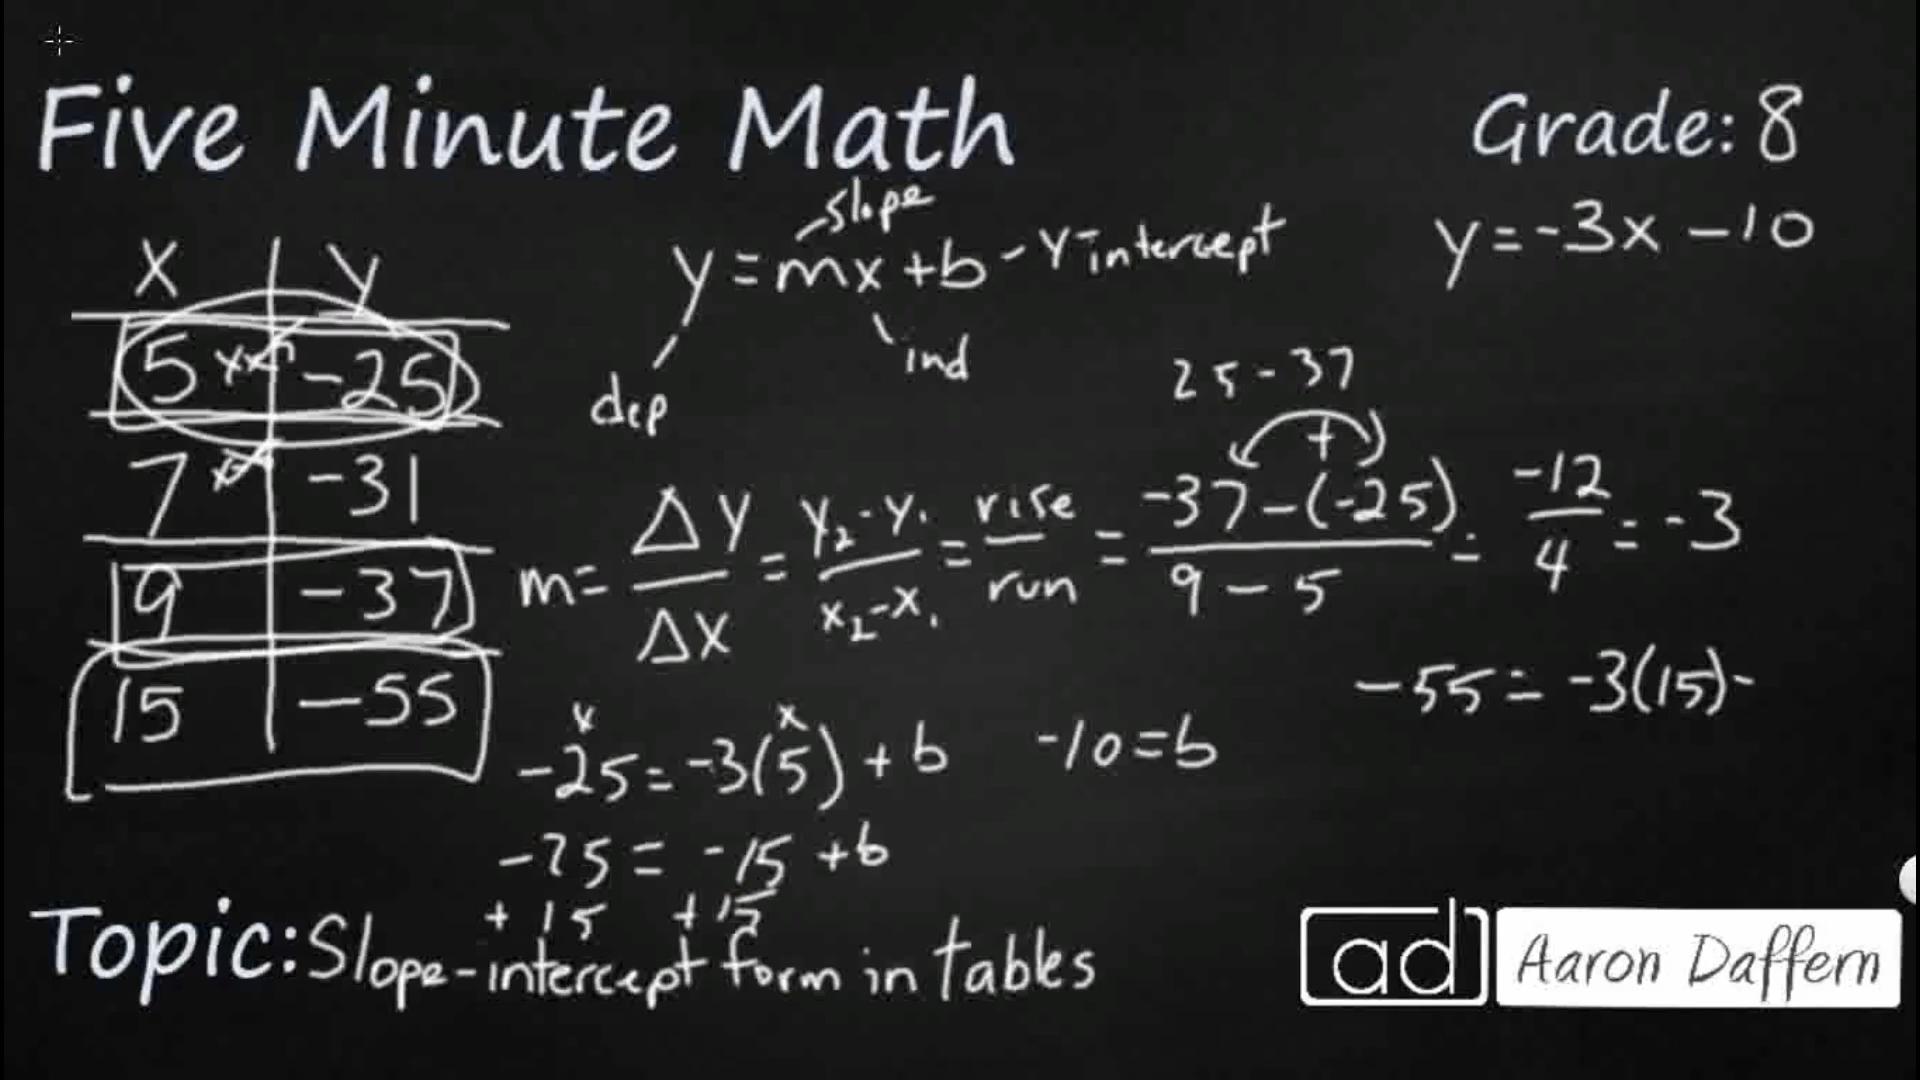 Five Minute Math
Grade: 8
slope
y = mx + b - Y-intercept
y = -3x - 10
dep
ind
X Y
5 -25
7 -31
9 -37
15 -55
25 - 37
+
m = ΔY/ΔX = Y₂-Y₁/X₂-X₁ = rise/run = -37-(-25)/9-5 = -12/4 = -3
-55 = -3(15)-
Y X
-25 = -3(5) + b
-10 = b
-25 = -15 + b
+15 +15
Topic: Slope-intercept form in tables
ad Aaron Daffern